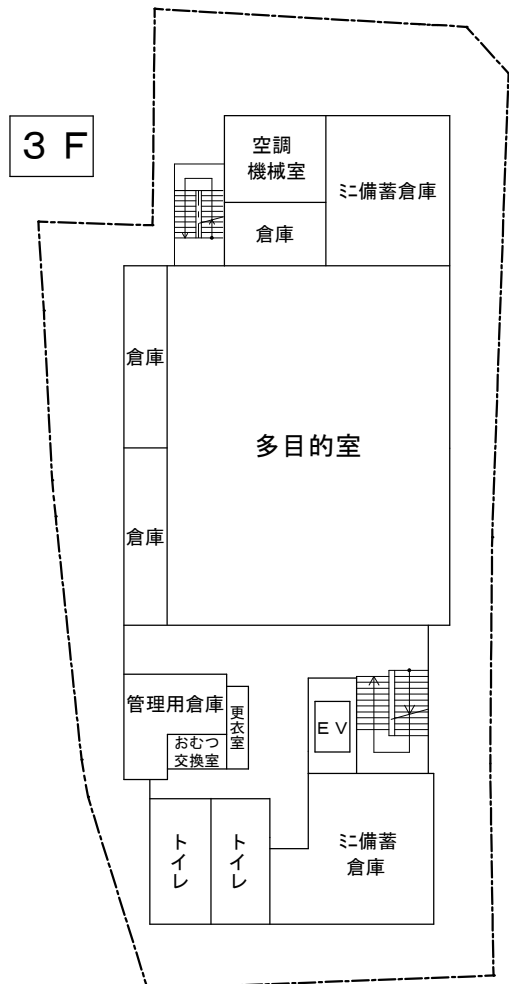 ３Ｆ
空調
機械室
ﾐﾆ備蓄倉庫
倉庫
倉庫
多目的室
倉庫
管理用倉庫
更衣室
おむつ
交換室
ＥＶ
トイレ
トイレ
ﾐﾆ備蓄
倉庫